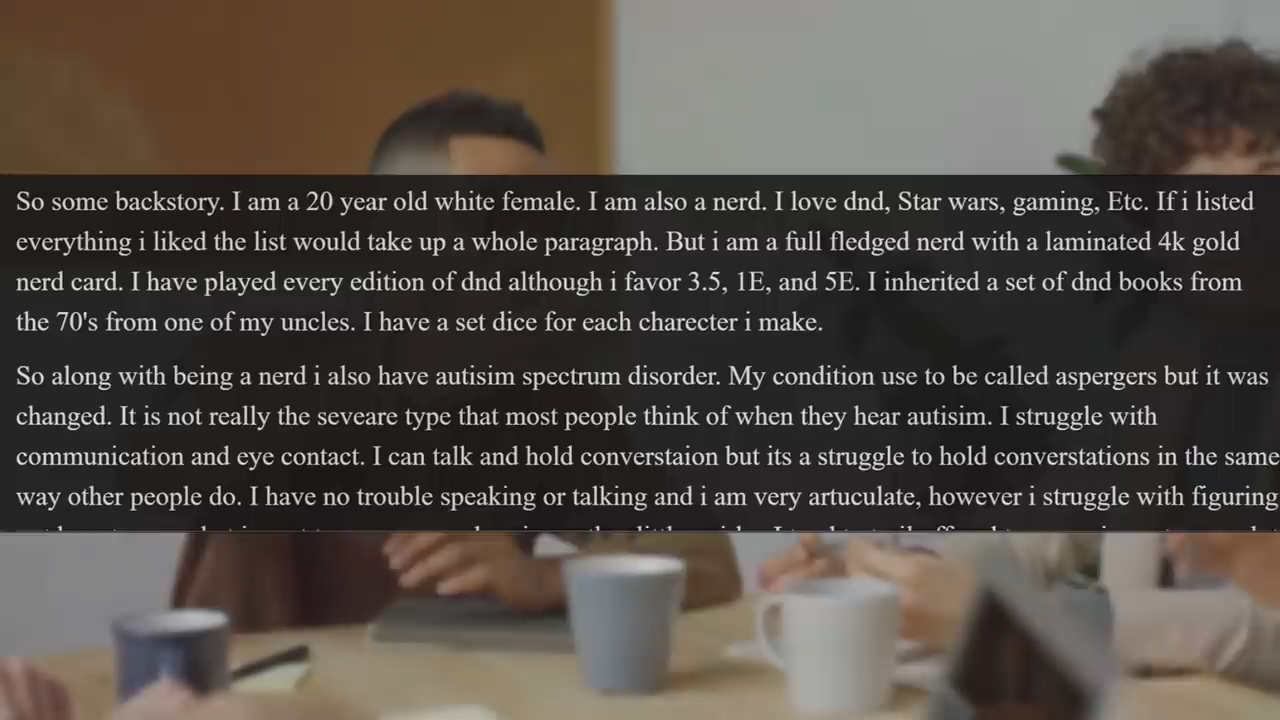 So some backstory. I am a 20 year old white female. I am also a nerd. I love dnd, Star wars, gaming, Etc. If i listed
everything i liked the list would take up a whole paragraph. But i am a full fledged nerd with a laminated 4k gold
nerd card. I have played every edition of dnd although i favor 3.5, 1E, and 5E. I inherited a set of dnd books from
the 70's from one of my uncles. I have a set dice for each charecter i make.
So along with being a nerd i also have autisim spectrum disorder. My condition use to be called aspergers but it was
changed. It is not really the seveare type that most people think of when they hear autisim. I struggle with
communication and eye contact. I can talk and hold converstaion but its a struggle to hold converstations in the same
way other people do. I have no trouble speaking or talking and i am very artuculate, however i struggle with figuring